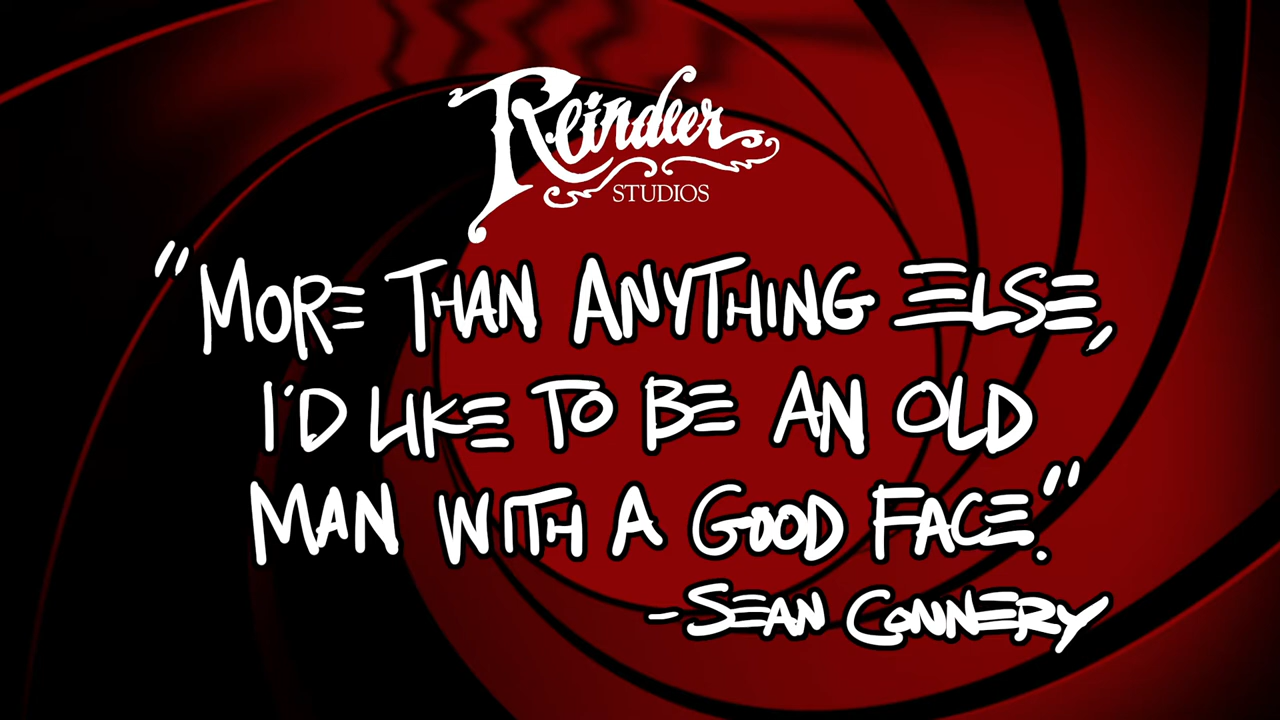 Reindeer
STUDIOS
"MORE THAN ANYTHING ELSE,
I'D LIKE TO BE AN OLD
MAN WITH A GOOD FACE."
-SEAN CONNERY